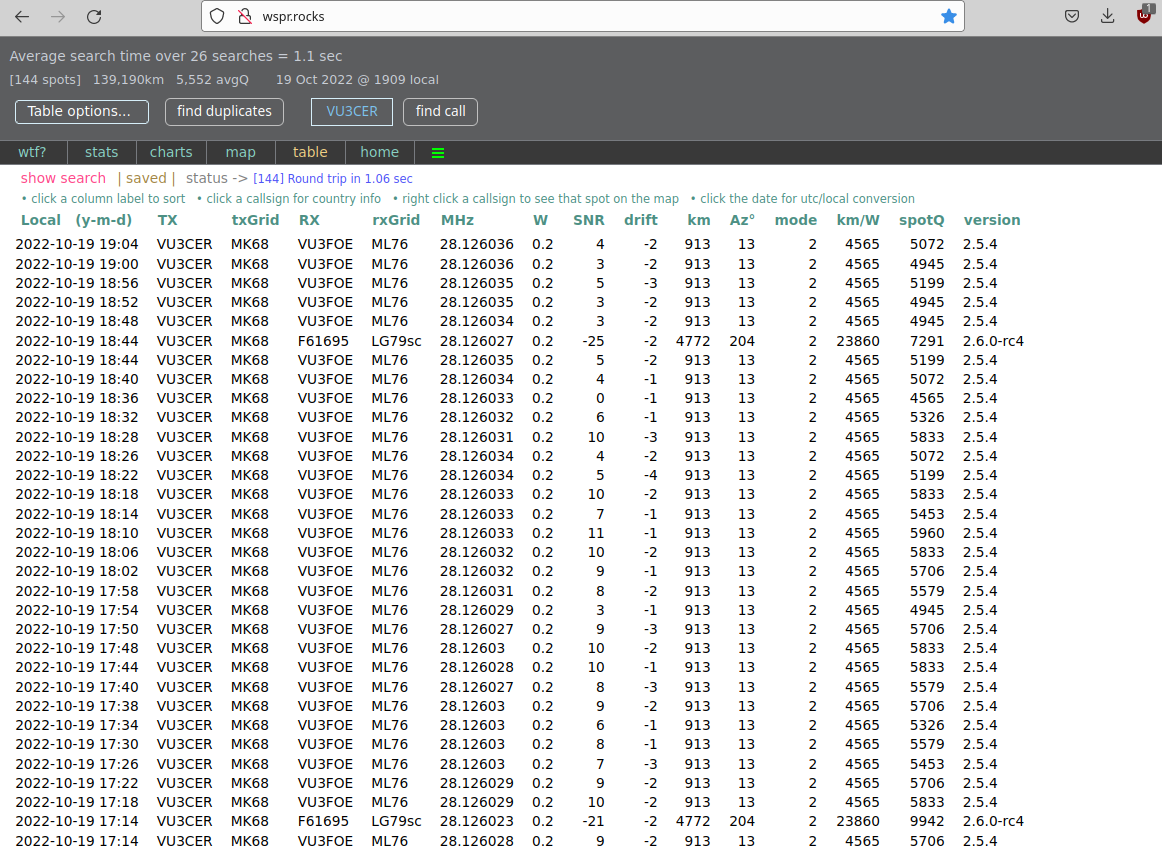 wspr.rocks
1
Average search time over 26 searches = 1.1 sec
[144 spots] 139,190km 5,552 avgQ 19 Oct 2022 @ 1909 local
Table options... find duplicates VU3CER find call
wtf? stats charts map table home
show search | saved | status -> [144] Round trip in 1.06 sec
• click a column label to sort • click a callsign for country info • right click a callsign to see that spot on the map • click the date for utc/local conversion
Local (y-m-d) TX txGrid RX rxGrid MHz W SNR drift km Az° mode km/W spotQ version
2022-10-19 19:04 VU3CER MK68 VU3FOE ML76 28.126036 0.2 4 -2 913 13 2 4565 5072 2.5.4
2022-10-19 19:00 VU3CER MK68 VU3FOE ML76 28.126036 0.2 3 -2 913 13 2 4565 4945 2.5.4
2022-10-19 18:56 VU3CER MK68 VU3FOE ML76 28.126035 0.2 5 -3 913 13 2 4565 5199 2.5.4
2022-10-19 18:52 VU3CER MK68 VU3FOE ML76 28.126035 0.2 3 -2 913 13 2 4565 4945 2.5.4
2022-10-19 18:48 VU3CER MK68 VU3FOE ML76 28.126034 0.2 3 -2 913 13 2 4565 4945 2.5.4
2022-10-19 18:44 VU3CER MK68 F61695 LG79sc 28.126027 0.2 -25 -2 4772 204 2 23860 7291 2.6.0-rc4
2022-10-19 18:44 VU3CER MK68 VU3FOE ML76 28.126035 0.2 5 -2 913 13 2 4565 5199 2.5.4
2022-10-19 18:40 VU3CER MK68 VU3FOE ML76 28.126034 0.2 4 -1 913 13 2 4565 5072 2.5.4
2022-10-19 18:36 VU3CER MK68 VU3FOE ML76 28.126033 0.2 0 -1 913 13 2 4565 4565 2.5.4
2022-10-19 18:32 VU3CER MK68 VU3FOE ML76 28.126032 0.2 6 -1 913 13 2 4565 5326 2.5.4
2022-10-19 18:28 VU3CER MK68 VU3FOE ML76 28.126031 0.2 10 -3 913 13 2 4565 5833 2.5.4
2022-10-19 18:26 VU3CER MK68 VU3FOE ML76 28.126034 0.2 4 -2 913 13 2 4565 5072 2.5.4
2022-10-19 18:22 VU3CER MK68 VU3FOE ML76 28.126034 0.2 5 -4 913 13 2 4565 5199 2.5.4
2022-10-19 18:18 VU3CER MK68 VU3FOE ML76 28.126033 0.2 10 -2 913 13 2 4565 5833 2.5.4
2022-10-19 18:14 VU3CER MK68 VU3FOE ML76 28.126033 0.2 7 -1 913 13 2 4565 5453 2.5.4
2022-10-19 18:10 VU3CER MK68 VU3FOE ML76 28.126033 0.2 11 -1 913 13 2 4565 5960 2.5.4
2022-10-19 18:06 VU3CER MK68 VU3FOE ML76 28.126032 0.2 10 -2 913 13 2 4565 5833 2.5.4
2022-10-19 18:02 VU3CER MK68 VU3FOE ML76 28.126032 0.2 9 -1 913 13 2 4565 5706 2.5.4
2022-10-19 17:58 VU3CER MK68 VU3FOE ML76 28.126031 0.2 8 -2 913 13 2 4565 5579 2.5.4
2022-10-19 17:54 VU3CER MK68 VU3FOE ML76 28.126029 0.2 3 -1 913 13 2 4565 4945 2.5.4
2022-10-19 17:50 VU3CER MK68 VU3FOE ML76 28.126027 0.2 9 -3 913 13 2 4565 5706 2.5.4
2022-10-19 17:48 VU3CER MK68 VU3FOE ML76 28.12603 0.2 10 -2 913 13 2 4565 5833 2.5.4
2022-10-19 17:44 VU3CER MK68 VU3FOE ML76 28.126028 0.2 10 -1 913 13 2 4565 5833 2.5.4
2022-10-19 17:40 VU3CER MK68 VU3FOE ML76 28.126027 0.2 8 -3 913 13 2 4565 5579 2.5.4
2022-10-19 17:38 VU3CER MK68 VU3FOE ML76 28.12603 0.2 9 -2 913 13 2 4565 5706 2.5.4
2022-10-19 17:34 VU3CER MK68 VU3FOE ML76 28.12603 0.2 6 -1 913 13 2 4565 5326 2.5.4
2022-10-19 17:30 VU3CER MK68 VU3FOE ML76 28.12603 0.2 8 -1 913 13 2 4565 5579 2.5.4
2022-10-19 17:26 VU3CER MK68 VU3FOE ML76 28.12603 0.2 7 -3 913 13 2 4565 5453 2.5.4
2022-10-19 17:22 VU3CER MK68 VU3FOE ML76 28.126029 0.2 9 -2 913 13 2 4565 5706 2.5.4
2022-10-19 17:18 VU3CER MK68 VU3FOE ML76 28.126029 0.2 10 -2 913 13 2 4565 5833 2.5.4
2022-10-19 17:14 VU3CER MK68 F61695 LG79sc 28.126023 0.2 -21 -2 4772 204 2 23860 9942 2.6.0-rc4
2022-10-19 17:14 VU3CER MK68 VU3FOE ML76 28.126028 0.2 9 -2 913 13 2 4565 5706 2.5.4